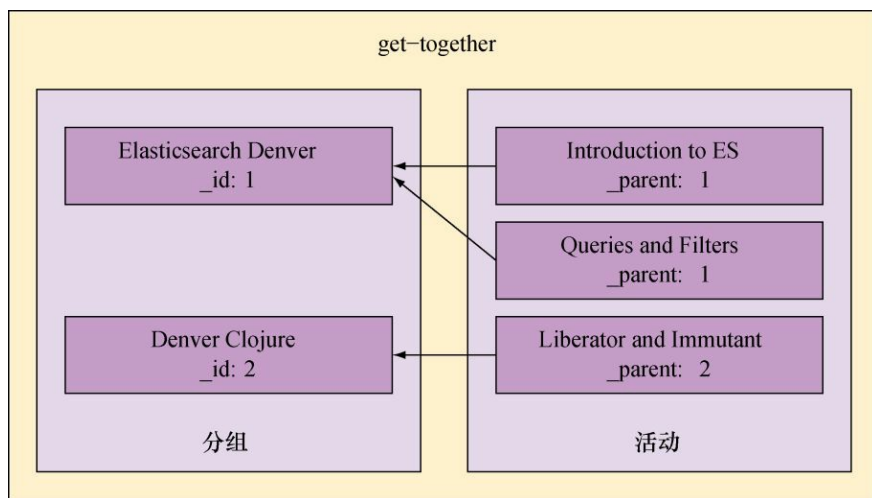 get-together
Elasticsearch Denver
_id: 1
Denver Clojure
_id: 2
分组
Introduction to ES
_parent: 1
Queries and Filters
_parent: 1
Liberator and Immutant
_parent: 2
活动